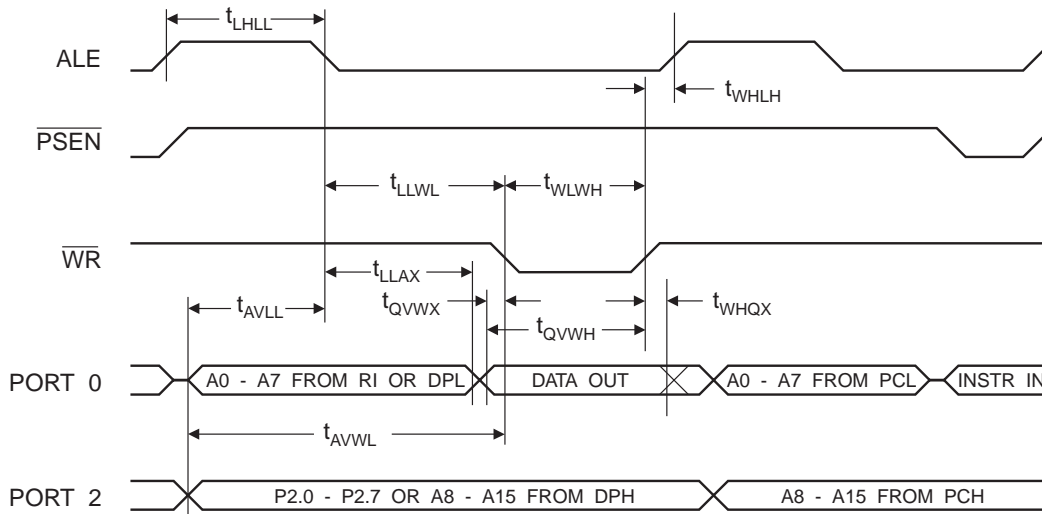 tLHLL
ALE
tWHLH
PSEN
tLLWL
tWLWH
WR
tLLAX
tAVLL
tQVWX
tWHQX
tQVWH
PORT 0
A0 - A7 FROM RI OR DPL
DATA OUT
A0 - A7 FROM PCL
INSTR IN
tAVWL
PORT 2
P2.0 - P2.7 OR A8 - A15 FROM DPH
A8 - A15 FROM PCH